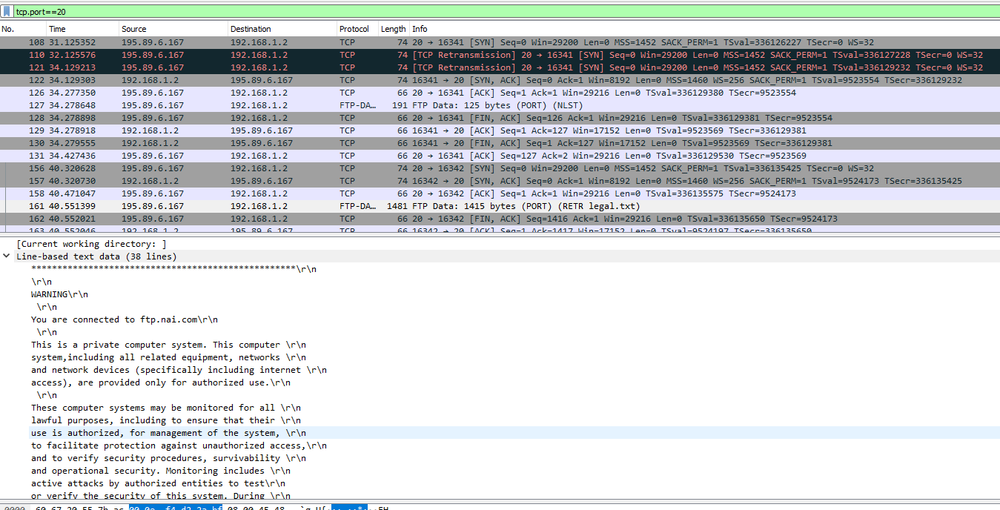 tcp.port==20
No. Time Source Destination Protocol Length Info
108 31.125352 195.89.6.167 192.168.1.2 TCP 74 20 → 16341 [SYN] Seq=0 Win=29200 Len=0 MSS=1452 SACK_PERM=1 TSval=336126227 TSecr=0 WS=32
110 32.125576 195.89.6.167 192.168.1.2 TCP 74 [TCP Retransmission] 20 → 16341 [SYN] Seq=0 Win=29200 Len=0 MSS=1452 SACK_PERM=1 TSval=336127228 TSecr=0 WS=32
121 34.129213 195.89.6.167 192.168.1.2 TCP 74 [TCP Retransmission] 20 → 16341 [SYN] Seq=0 Win=29200 Len=0 MSS=1452 SACK_PERM=1 TSval=336129232 TSecr=0 WS=32
122 34.129303 192.168.1.2 195.89.6.167 TCP 74 16341 → 20 [SYN, ACK] Seq=0 Ack=1 Win=8192 Len=0 MSS=1460 WS=256 SACK_PERM=1 TSval=9523554 TSecr=336129232
126 34.277350 195.89.6.167 192.168.1.2 TCP 66 20 → 16341 [ACK] Seq=1 Ack=1 Win=29216 Len=0 TSval=336129380 TSecr=9523554
127 34.278648 195.89.6.167 192.168.1.2 FTP-DA… 191 FTP Data: 125 bytes (PORT) (NLST)
128 34.278898 195.89.6.167 192.168.1.2 TCP 66 20 → 16341 [FIN, ACK] Seq=126 Ack=1 Win=29216 Len=0 TSval=336129381 TSecr=9523554
129 34.278918 192.168.1.2 195.89.6.167 TCP 66 16341 → 20 [ACK] Seq=1 Ack=127 Win=17152 Len=0 TSval=9523569 TSecr=336129381
130 34.279555 192.168.1.2 195.89.6.167 TCP 66 16341 → 20 [FIN, ACK] Seq=1 Ack=127 Win=17152 Len=0 TSval=9523569 TSecr=336129381
131 34.427436 195.89.6.167 192.168.1.2 TCP 66 20 → 16341 [ACK] Seq=127 Ack=2 Win=29216 Len=0 TSval=336129530 TSecr=9523569
156 40.320628 195.89.6.167 192.168.1.2 TCP 74 20 → 16342 [SYN] Seq=0 Win=29200 Len=0 MSS=1452 SACK_PERM=1 TSval=336135425 TSecr=0 WS=32
157 40.320730 192.168.1.2 195.89.6.167 TCP 74 16342 → 20 [SYN, ACK] Seq=0 Ack=1 Win=8192 Len=0 MSS=1460 WS=256 SACK_PERM=1 TSval=9524173 TSecr=336135425
158 40.471047 195.89.6.167 192.168.1.2 TCP 66 20 → 16342 [ACK] Seq=1 Ack=1 Win=29216 Len=0 TSval=336135575 TSecr=9524173
161 40.551399 195.89.6.167 192.168.1.2 FTP-DA… 1481 FTP Data: 1415 bytes (PORT) (RETR legal.txt)
162 40.552021 195.89.6.167 192.168.1.2 TCP 66 20 → 16342 [FIN, ACK] Seq=1416 Ack=1 Win=29216 Len=0 TSval=336135650 TSecr=9524173
163 40.552046 192.168.1.2 195.89.6.167 TCP 66 16342 → 20 [ACK] Seq=1 Ack=1417 Win=17152 Len=0 TSval=9524197 TSecr=336135650
[Current working directory: ]
Line-based text data (38 lines)
***************************************************\r\n
\r\n
WARNING\r\n
\r\n
You are connected to ftp.nai.com\r\n
\r\n
This is a private computer system. This computer \r\n
system,including all related equipment, networks \r\n
and network devices (specifically including internet \r\n
access), are provided only for authorized use.\r\n
\r\n
These computer systems may be monitored for all \r\n
lawful purposes, including to ensure that their \r\n
use is authorized, for management of the system, \r\n
to facilitate protection against unauthorized access,\r\n
and to verify security procedures, survivability \r\n
and operational security. Monitoring includes \r\n
active attacks by authorized entities to test\r\n
or verify the security of this system. During \r\n